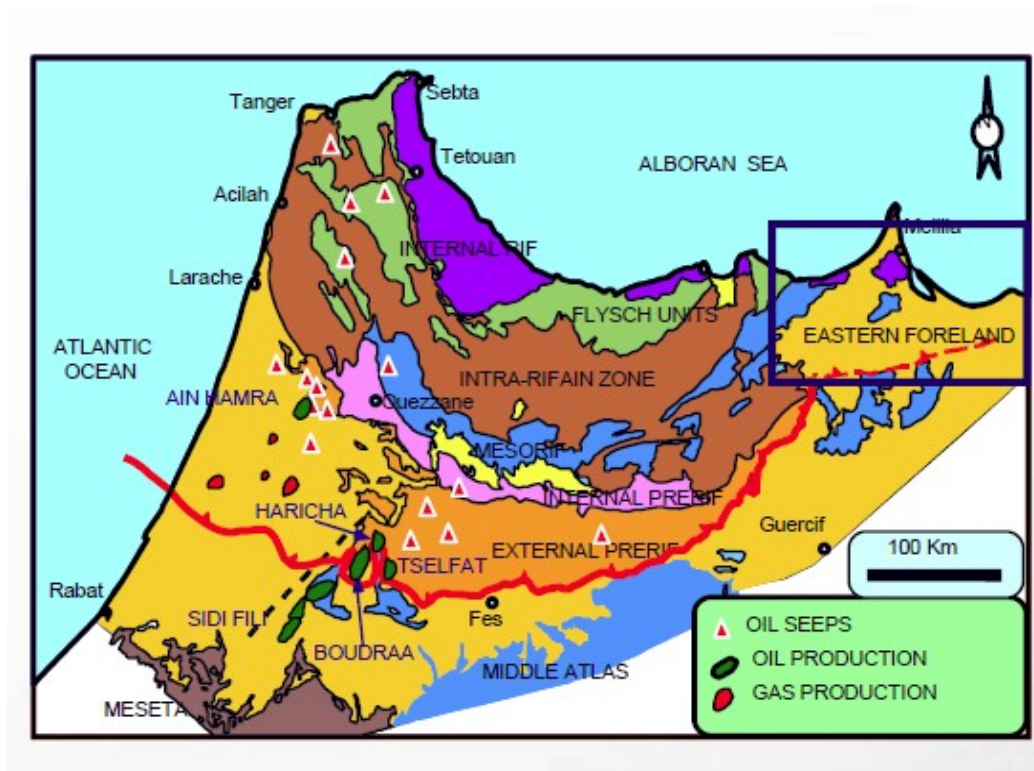 Sebta
Tanger
Tetouan
ALBORAN SEA
Acilah
Melillia
INTERNAL RIF
Larache
FLYSCH UNITS
EASTERN FORELAND
ATLANTIC
OCEAN
INTRA-RIFAIN ZONE
AIN HAMRA
Ouezzane
MESORIF
INTERNAL PRERIF
HARICHA
Guercif
EXTERNAL PRERIF
100 Km
TSELFAT
Rabat
SIDI FILI
Fes
OIL SEEPS
BOUDRAA
OIL PRODUCTION
MIDDLE ATLAS
GAS PRODUCTION
MESETA